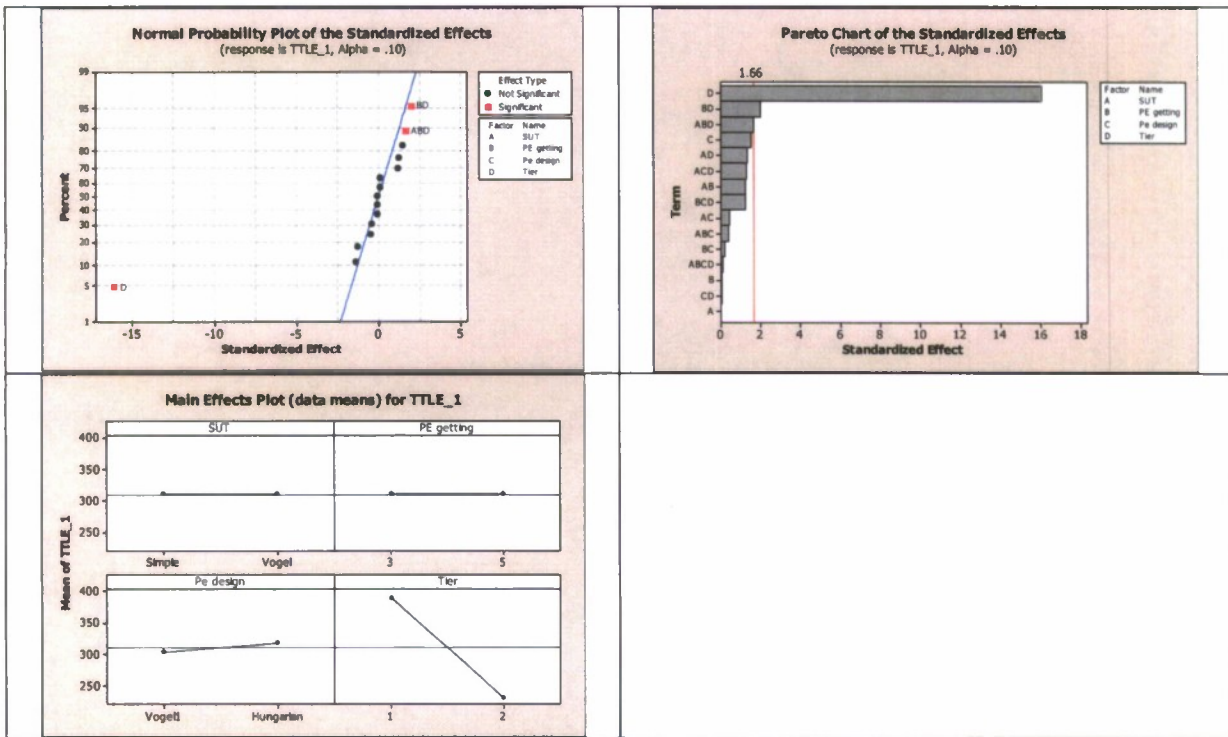 Normal Probability Plot of the Standardized Effects
(response is TTLE_1, Alpha = .10)
99
95
90
80
70
60
50
40
30
20
10
5
1
Percent
BD
ABD
D
-15
-10
-5
0
5
Standardized Effect
Effect Type
Not Significant
Significant
Factor Name
A SUT
B PE getting
C Pe design
D Tier
Pareto Chart of the Standardized Effects
(response is TTLE_1, Alpha = .10)
1.66
Term
D
BD
ABD
C
AD
ACD
AB
BCD
AC
ABC
BC
ABCD
B
CD
A
0 2 4 6 8 10 12 14 16 18
Standardized Effect
Factor Name
A SUT
B PE getting
C Pe design
D Tier
Main Effects Plot (data means) for TTLE_1
Mean of TTLE_1
SUT
PE getting
400
350
300
250
Simple
Vogel
3
5
Pe design
Tier
400
350
300
250
Vogel1
Hungarian
1
2